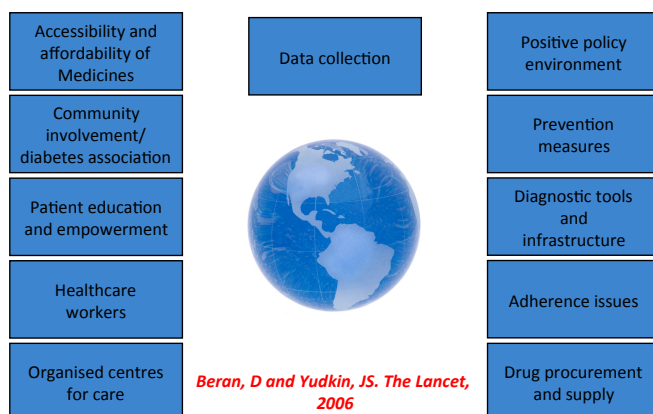 Accessibility and
affordability of
Medicines
Community
involvement/
diabetes association
Patient education
and empowerment
Healthcare
workers
Organised centres
for care
Data collection
Beran, D and Yudkin, JS. The Lancet,
2006
Positive policy
environment
Prevention
measures
Diagnostic tools
and
infrastructure
Adherence issues
Drug procurement
and supply